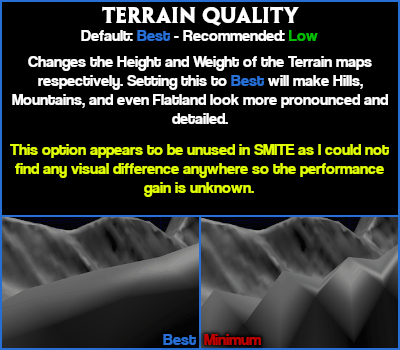 TERRAIN QUALITY
Default: Best - Recommended: Low
Changes the Height and Weight of the Terrain maps
respectively. Setting this to Best will make Hills,
Mountains, and even Flatland look more pronounced and
detailed.
This option appears to be unused in SMITE as I could not
find any visual difference anywhere so the performance
gain is unknown.
Best Minimum